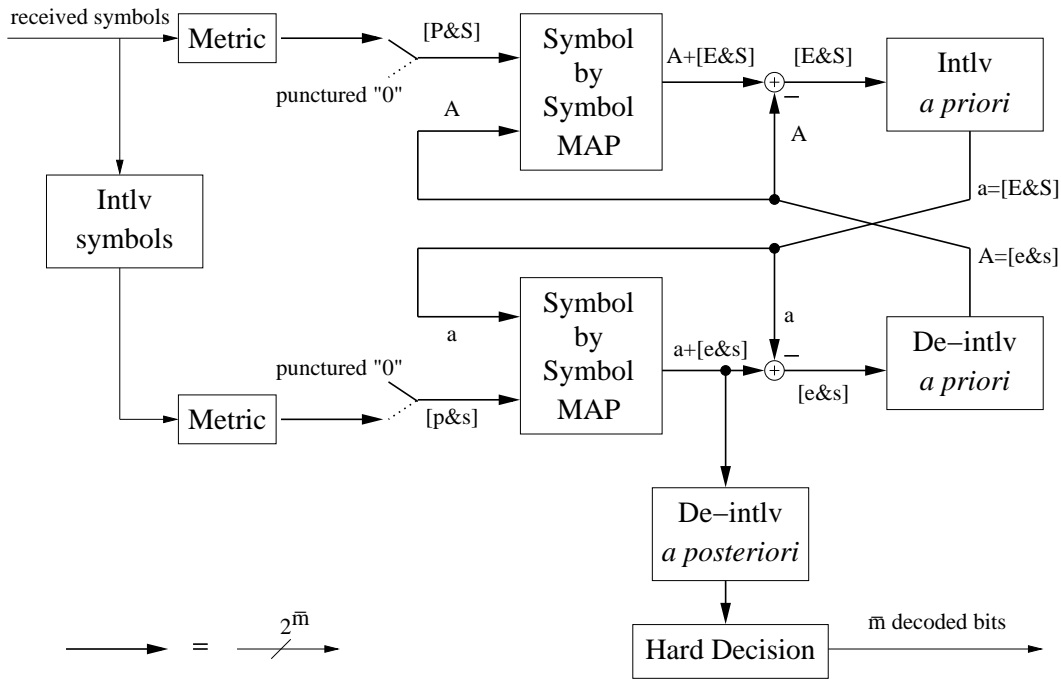 received symbols
Metric
[P&S]
punctured "0"
A
Symbol
by
Symbol
MAP
A+[E&S]
+
−
[E&S]
A
Intlv
a priori
a=[E&S]
Intlv
symbols
A=[e&s]
punctured "0"
Metric
[p&s]
a
Symbol
by
Symbol
MAP
a+[e&s]
a
+
−
[e&s]
De−intlv
a priori
De−intlv
a posteriori
Hard Decision
m̅ decoded bits
= 2^m̅